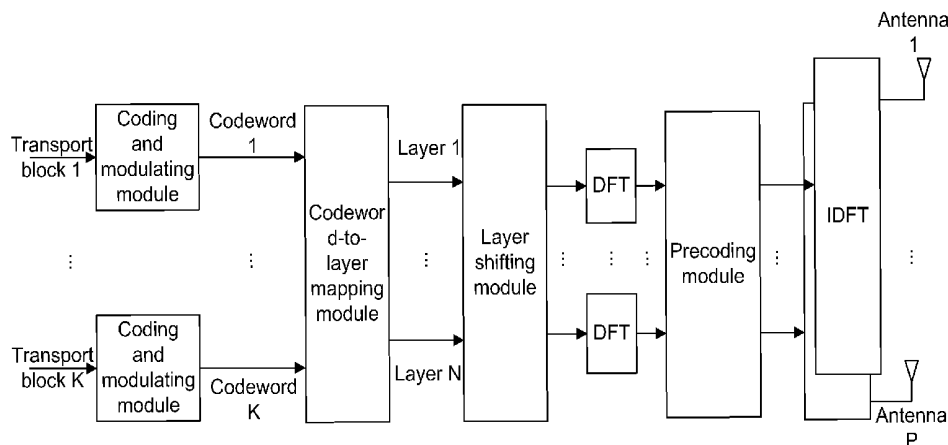 Antenna
1
Transport
block 1
Coding
and
modulating
module
Codeword
1
Codewor
d-to-
layer
mapping
module
Layer 1
Layer
shifting
module
DFT
Precoding
module
IDFT
Transport
block K
Coding
and
modulating
module
Codeword
K
Layer N
DFT
Antenna
P